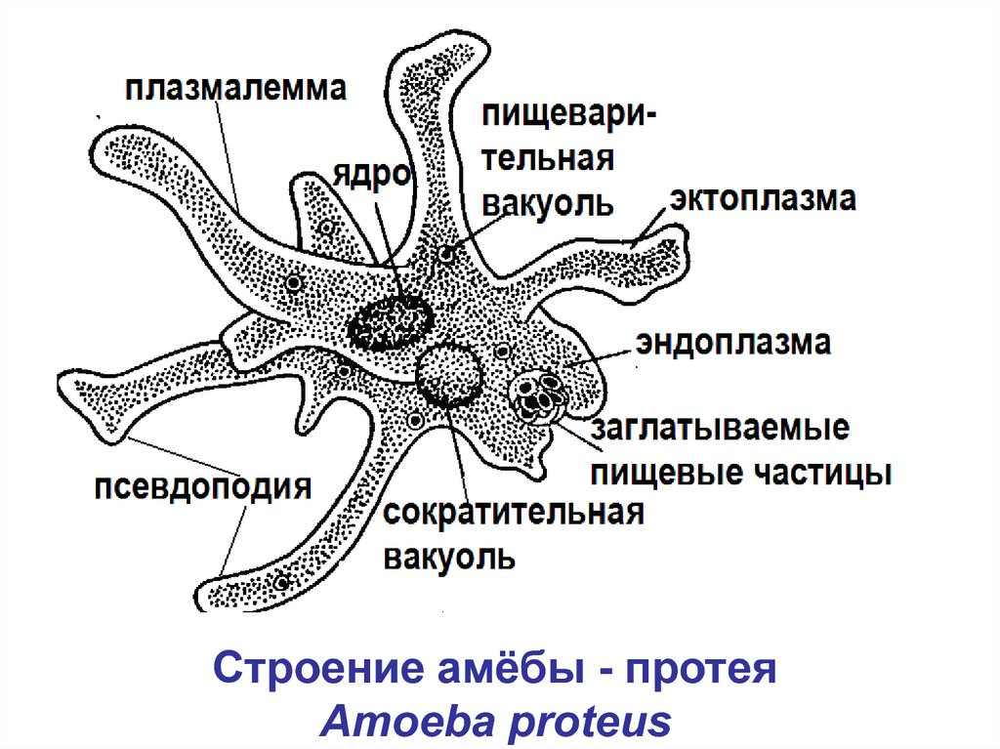 плазмалемма
ядро
пищевари-
тельная
вакуоль
эктоплазма
эндоплазма
заглатываемые
пищевые частицы
псевдоподия
сократительная
вакуоль
Строение амёбы - протея
Amoeba proteus